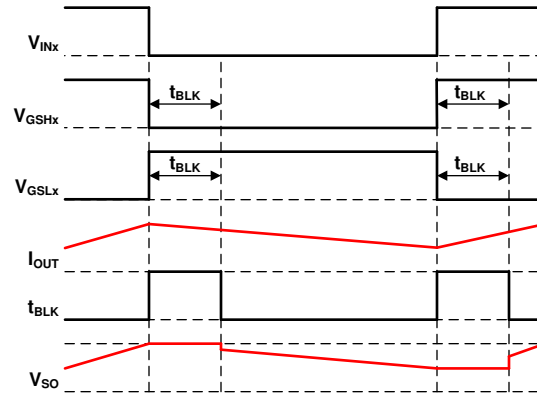 V_INx
t_BLK t_BLK
V_GSHx
t_BLK t_BLK
V_GSLx
I_OUT
t_BLK
V_SO